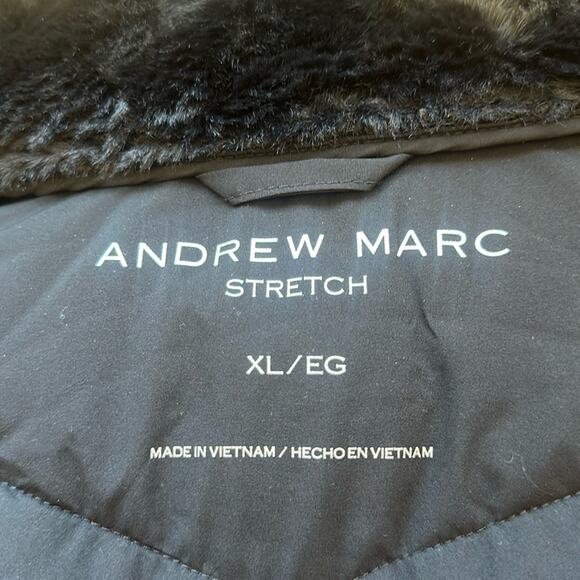 ANDREW MARC
STRETCH
XL/EG
MADE IN VIETNAM / HECHO EN VIETNAM